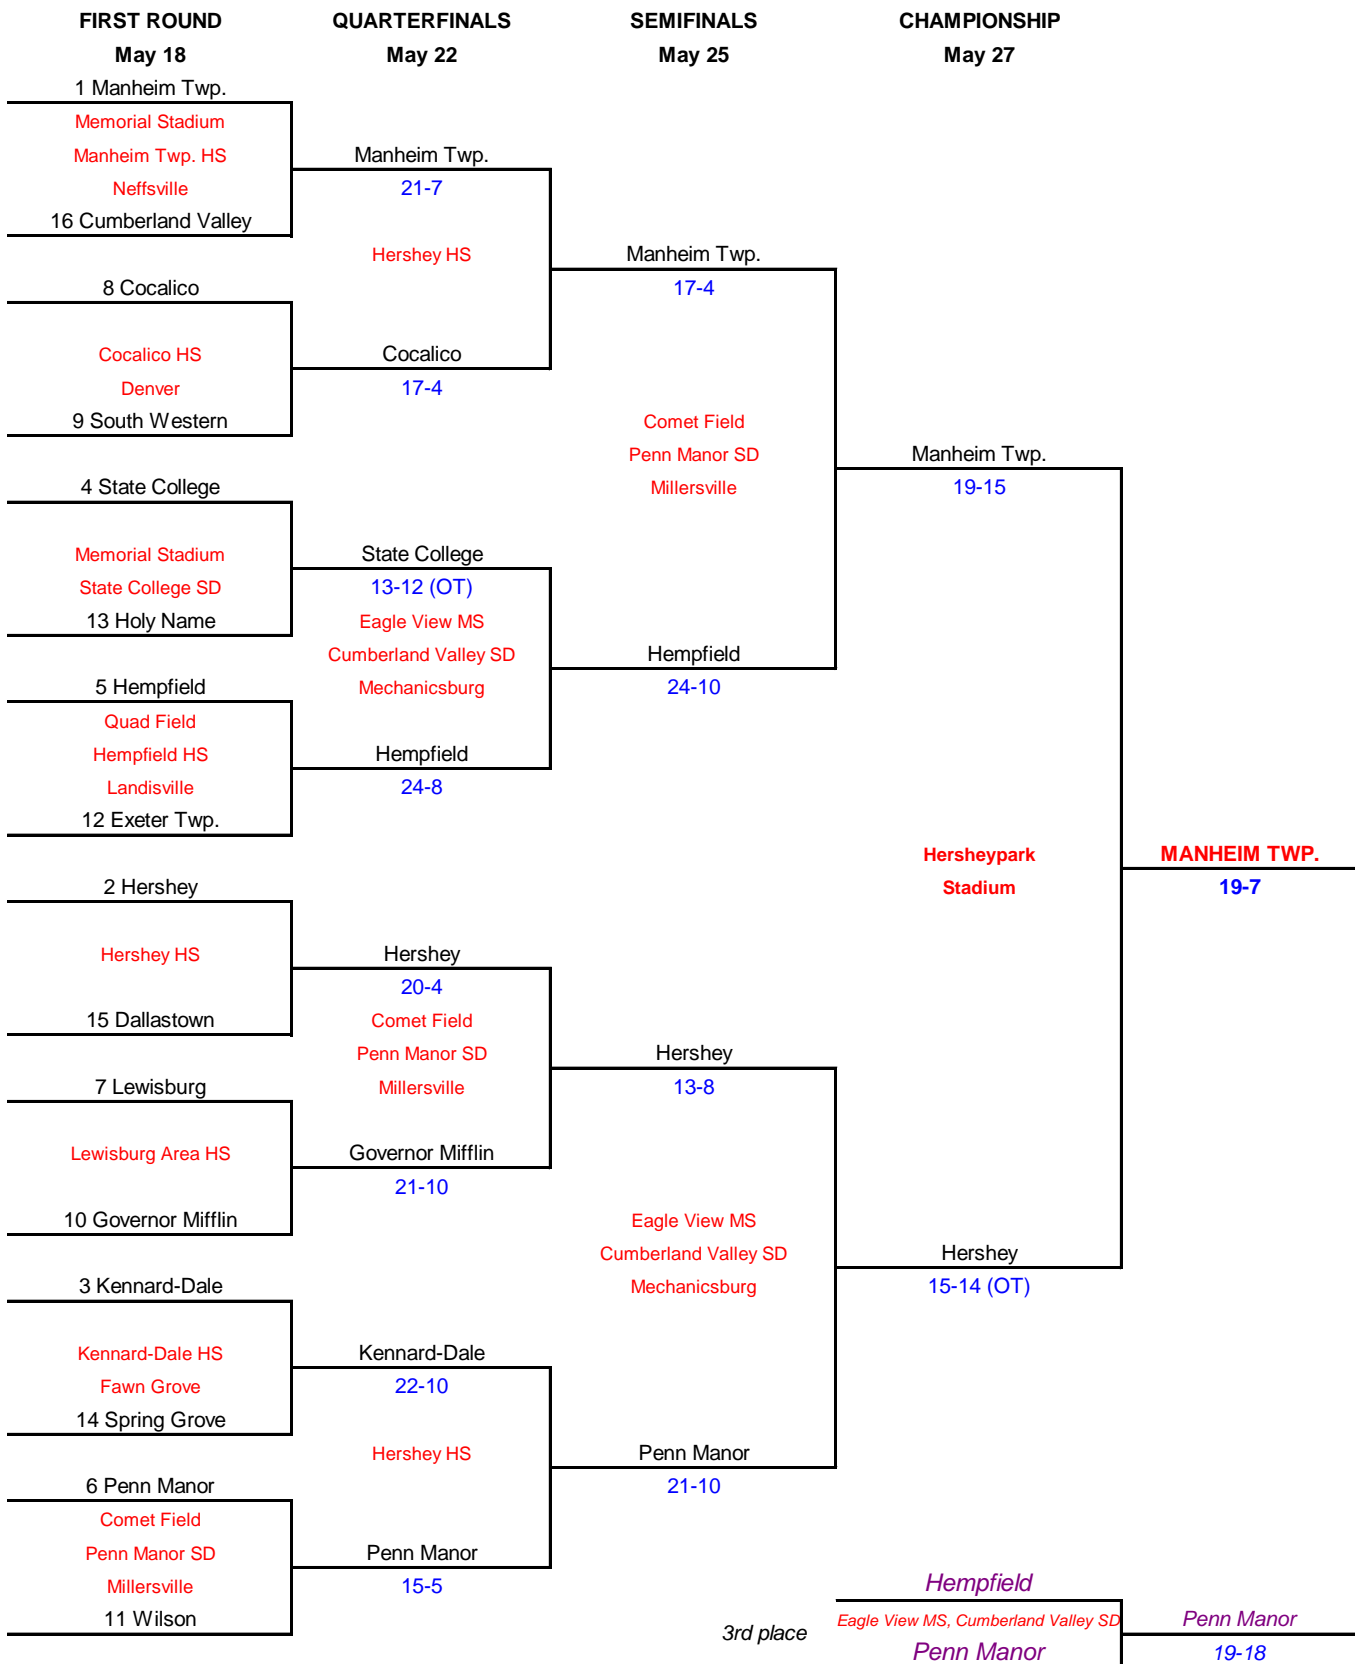 FIRST ROUND
May 18
QUARTERFINALS
May 22
SEMIFINALS
May 25
CHAMPIONSHIP
May 27
1 Manheim Twp.
Memorial Stadium
Manheim Twp. HS
Neffsville
16 Cumberland Valley
8 Cocalico
Cocalico HS
Denver
9 South Western
4 State College
Memorial Stadium
State College SD
13 Holy Name
5 Hempfield
Quad Field
Hempfield HS
Landisville
12 Exeter Twp.
2 Hershey
Hershey HS
15 Dallastown
7 Lewisburg
Lewisburg Area HS
10 Governor Mifflin
3 Kennard-Dale
Kennard-Dale HS
Fawn Grove
14 Spring Grove
6 Penn Manor
Comet Field
Penn Manor SD
Millersville
11 Wilson
Manheim Twp.
21-7
Hershey HS
Cocalico
17-4
State College
13-12 (OT)
Eagle View MS
Cumberland Valley SD
Mechanicsburg
Hempfield
24-8
Hershey
20-4
Comet Field
Penn Manor SD
Millersville
Governor Mifflin
21-10
Kennard-Dale
22-10
Hershey HS
Penn Manor
15-5
Manheim Twp.
17-4
Comet Field
Penn Manor SD
Millersville
Hempfield
24-10
Hershey
13-8
Eagle View MS
Cumberland Valley SD
Mechanicsburg
Penn Manor
21-10
Manheim Twp.
19-15
Hersheypark
Stadium
Hershey
15-14 (OT)
MANHEIM TWP.
19-7
3rd place
Hempfield
Eagle View MS, Cumberland Valley SD
Penn Manor
Penn Manor
19-18